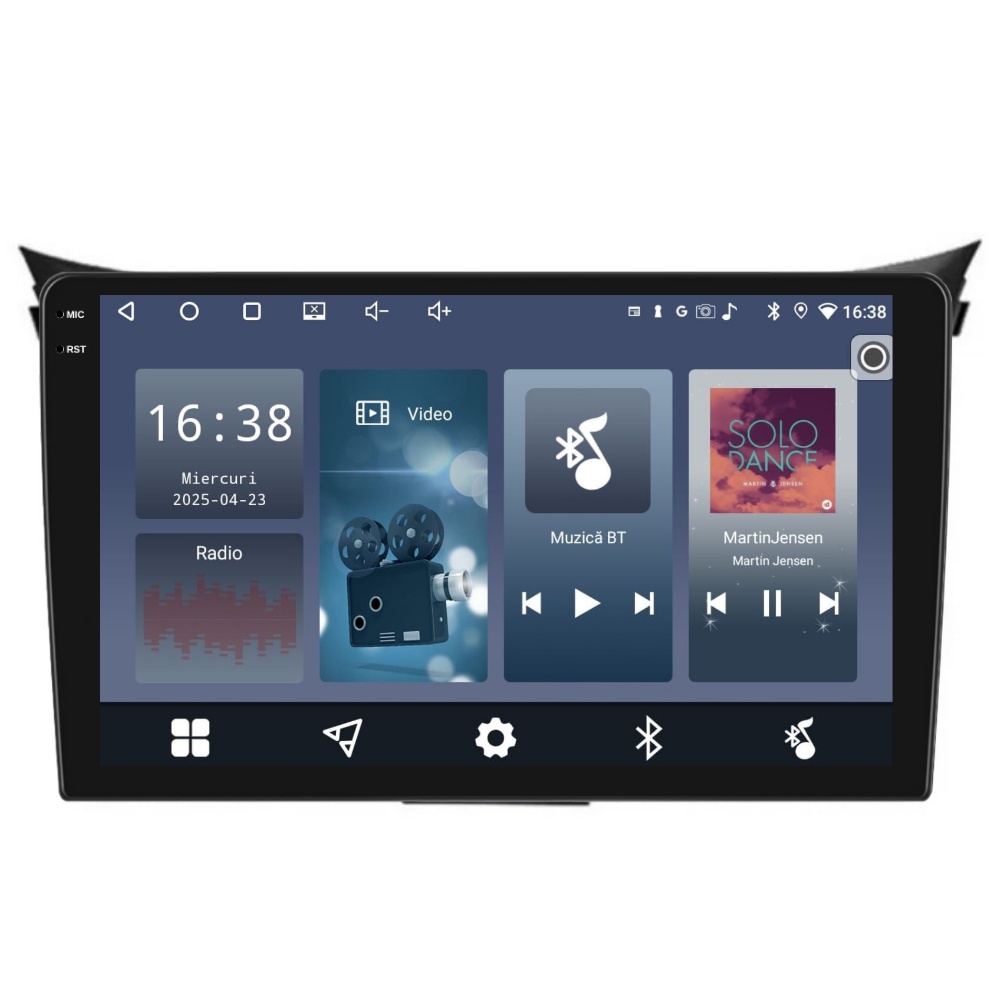 MIC
RST
G
16:38
16:38
Miercuri
2025-04-23
Radio
Video
Muzică BT
SOLO
DANCE
MARTIN JENSEN
MartinJensen
Martin Jensen